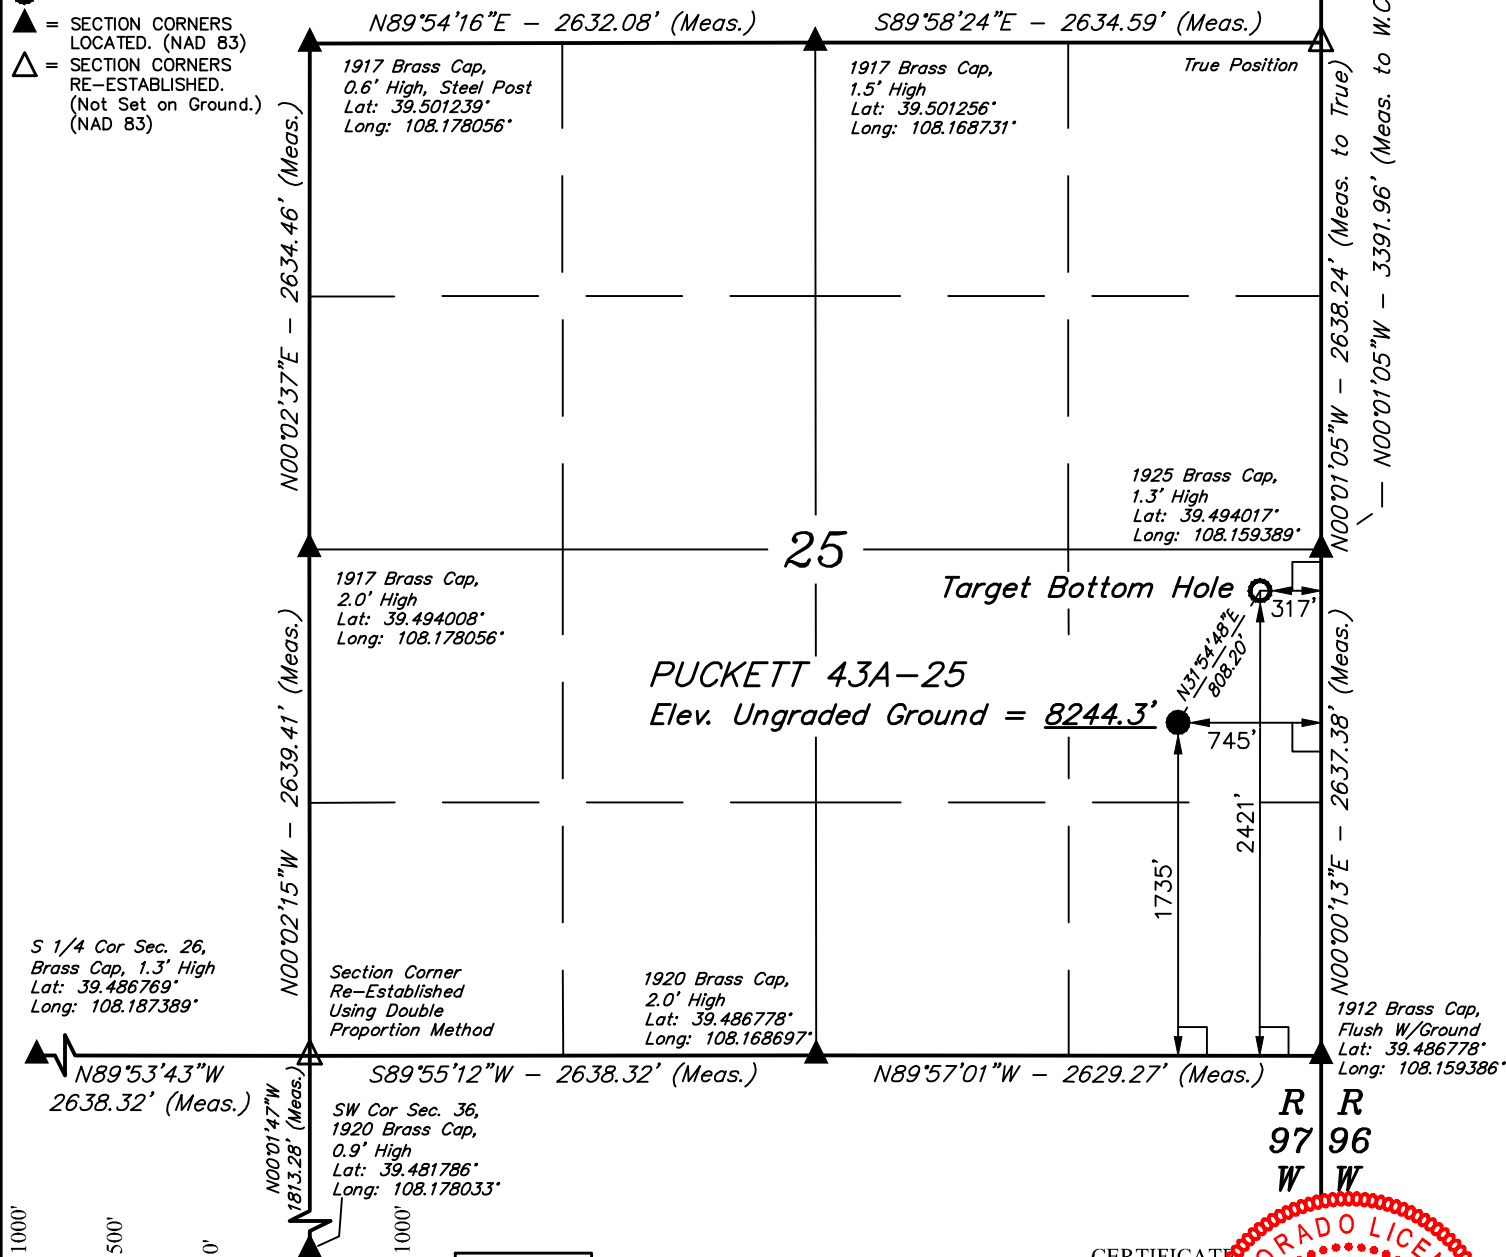 = SECTION CORNERS
LOCATED. (NAD 83)
= SECTION CORNERS
RE-ESTABLISHED.
(Not Set on Ground.)
(NAD 83)
N89°54'16"E - 2632.08' (Meas.)
S89°58'24"E - 2634.59' (Meas.)
1917 Brass Cap,
0.6' High, Steel Post
Lat: 39.501239°
Long: 108.178056°
1917 Brass Cap,
1.5' High
Lat: 39.501256°
Long: 108.168731°
True Position
N00°02'37"E - 2634.46' (Meas.)
N00°01'05"W - 2638.24' (Meas. to True)
N00°01'05"W - 3391.96' (Meas. to W.C
1925 Brass Cap,
1.3' High
Lat: 39.494017°
Long: 108.159389°
25
1917 Brass Cap,
2.0' High
Lat: 39.494008°
Long: 108.178056°
Target Bottom Hole
317'
N31°54'48"E
808.20'
PUCKETT 43A-25
Elev. Ungraded Ground = 8244.3'
745'
2421'
1735'
N00°02'15"W - 2639.41' (Meas.)
N00°00'13"E - 2637.38' (Meas.)
S 1/4 Cor Sec. 26,
Brass Cap, 1.3' High
Lat: 39.486769°
Long: 108.187389°
Section Corner
Re-Established
Using Double
Proportion Method
1920 Brass Cap,
2.0' High
Lat: 39.486778°
Long: 108.168697°
1912 Brass Cap,
Flush W/Ground
Lat: 39.486778°
Long: 108.159386°
N89°53'43"W
2638.32' (Meas.)
S89°55'12"W - 2638.32' (Meas.)
N89°57'01"W - 2629.27' (Meas.)
N00°01'47"W
1813.28' (Meas.)
SW Cor Sec. 36,
1920 Brass Cap,
0.9' High
Lat: 39.481786°
Long: 108.178033°
R R
97 96
W W
1000'
500'
0'
1000'
CERTIFICATE
ORADO LICE